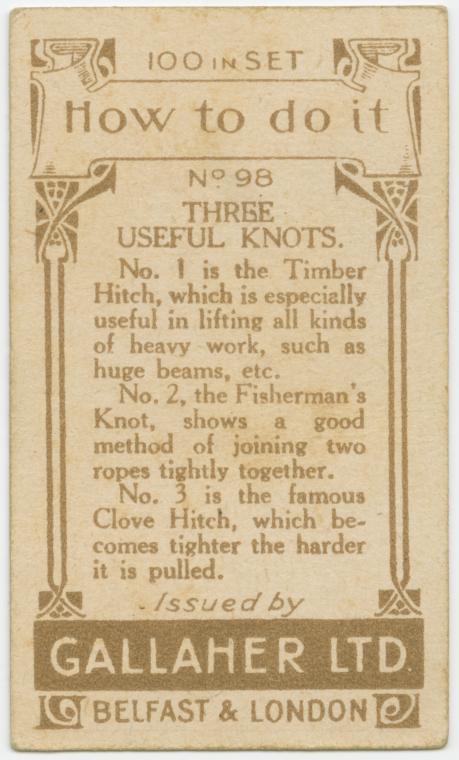 100 IN SET
How to do it
No 98
THREE
USEFUL KNOTS.
No. 1 is the Timber
Hitch, which is especially
useful in lifting all kinds
of heavy work, such as
huge beams, etc.
No. 2, the Fisherman's
Knot, shows a good
method of joining two
ropes tightly together.
No. 3 is the famous
Clove Hitch, which be-
comes tighter the harder
it is pulled.
Issued by
GALLAHER LTD.
BELFAST & LONDON